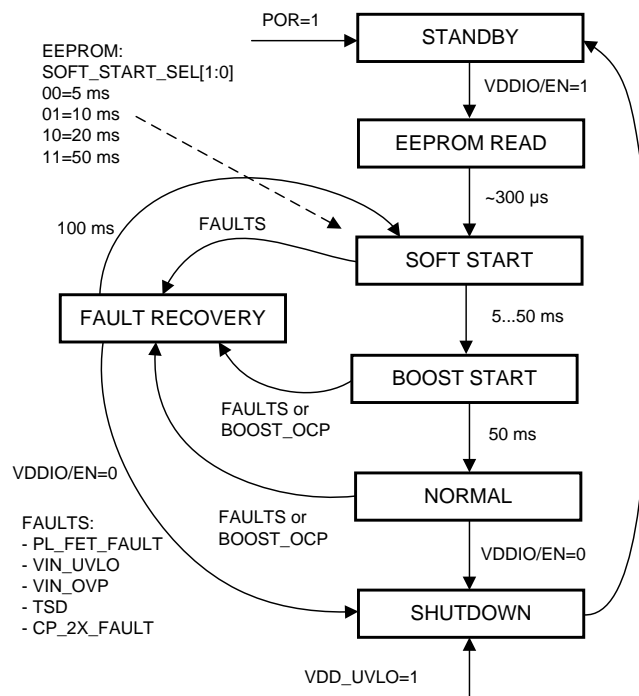 POR=1
STANDBY
EEPROM:
SOFT_START_SEL[1:0]
00=5 ms
01=10 ms
10=20 ms
11=50 ms
VDDIO/EN=1
EEPROM READ
~300 µs
100 ms
FAULTS
SOFT START
FAULT RECOVERY
5...50 ms
BOOST START
FAULTS or
BOOST_OCP
50 ms
VDDIO/EN=0
NORMAL
FAULTS or
BOOST_OCP
FAULTS:
- PL_FET_FAULT
- VIN_UVLO
- VIN_OVP
- TSD
- CP_2X_FAULT
VDDIO/EN=0
SHUTDOWN
VDD_UVLO=1